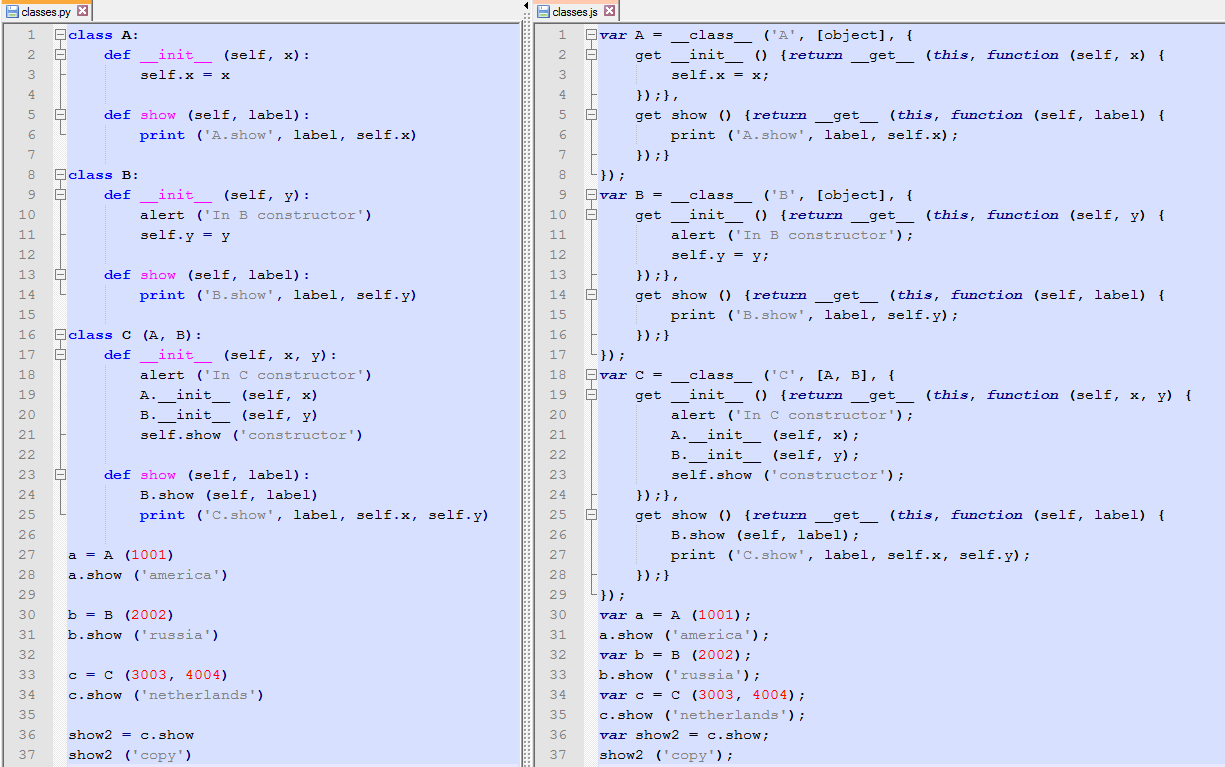 classes.py
1 class A:
2     def __init__ (self, x):
3         self.x = x
4
5     def show (self, label):
6         print ('A.show', label, self.x)
7
8 class B:
9     def __init__ (self, y):
10         alert ('In B constructor')
11         self.y = y
12
13     def show (self, label):
14         print ('B.show', label, self.y)
15
16 class C (A, B):
17     def __init__ (self, x, y):
18         alert ('In C constructor')
19         A.__init__ (self, x)
20         B.__init__ (self, y)
21         self.show ('constructor')
22
23     def show (self, label):
24         B.show (self, label)
25         print ('C.show', label, self.x, self.y)
26
27 a = A (1001)
28 a.show ('america')
29
30 b = B (2002)
31 b.show ('russia')
32
33 c = C (3003, 4004)
34 c.show ('netherlands')
35
36 show2 = c.show
37 show2 ('copy')
classes.js
1 var A = __class__ ('A', [object], {
2     get __init__ () {return __get__ (this, function (self, x) {
3         self.x = x;
4     });},
5     get show () {return __get__ (this, function (self, label) {
6         print ('A.show', label, self.x);
7     });}
8 });
9 var B = __class__ ('B', [object], {
10     get __init__ () {return __get__ (this, function (self, y) {
11         alert ('In B constructor');
12         self.y = y;
13     });},
14     get show () {return __get__ (this, function (self, label) {
15         print ('B.show', label, self.y);
16     });}
17 });
18 var C = __class__ ('C', [A, B], {
19     get __init__ () {return __get__ (this, function (self, x, y) {
20         alert ('In C constructor');
21         A.__init__ (self, x);
22         B.__init__ (self, y);
23         self.show ('constructor');
24     });},
25     get show () {return __get__ (this, function (self, label) {
26         B.show (self, label);
27         print ('C.show', label, self.x, self.y);
28     });}
29 });
30 var a = A (1001);
31 a.show ('america');
32 var b = B (2002);
33 b.show ('russia');
34 var c = C (3003, 4004);
35 c.show ('netherlands');
36 var show2 = c.show;
37 show2 ('copy');